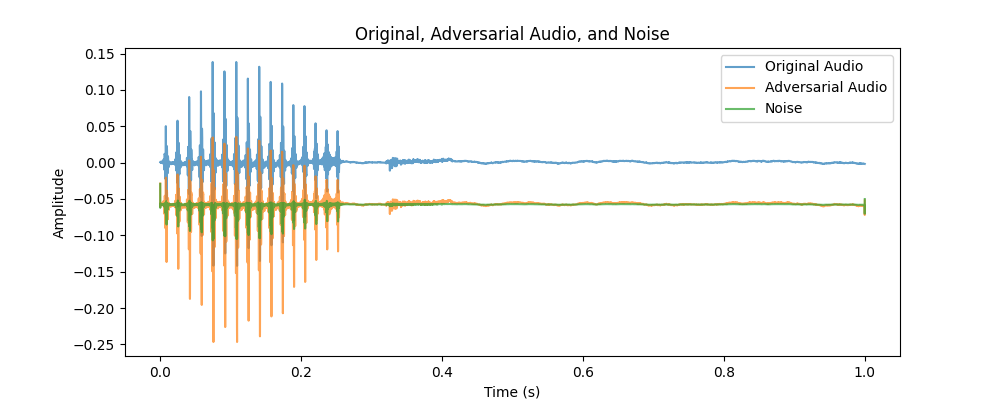 Original, Adversarial Audio, and Noise
0.15
0.10
0.05
0.00
−0.05
−0.10
−0.15
−0.20
−0.25
Amplitude
Original Audio
Adversarial Audio
Noise
0.0 0.2 0.4 0.6 0.8 1.0
Time (s)